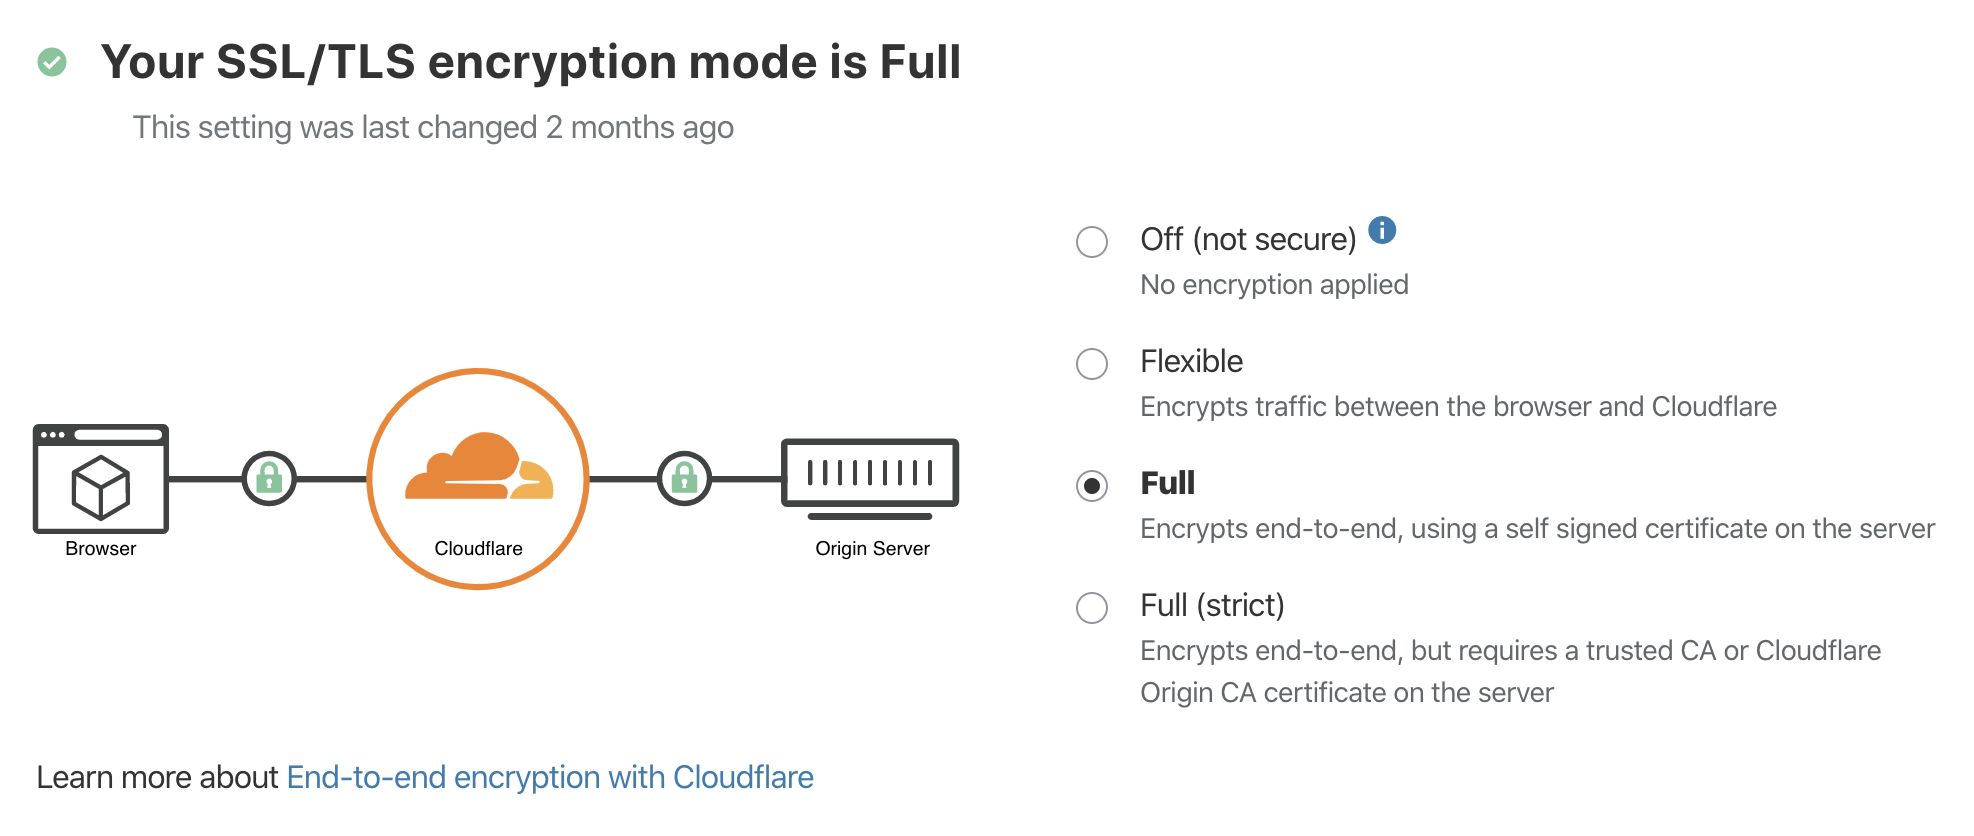 Your SSL/TLS encryption mode is Full
This setting was last changed 2 months ago
Off (not secure)
No encryption applied
Flexible
Encrypts traffic between the browser and Cloudflare
Full
Encrypts end-to-end, using a self signed certificate on the server
Full (strict)
Encrypts end-to-end, but requires a trusted CA or Cloudflare
Origin CA certificate on the server
Browser
Cloudflare
Origin Server
Learn more about End-to-end encryption with Cloudflare